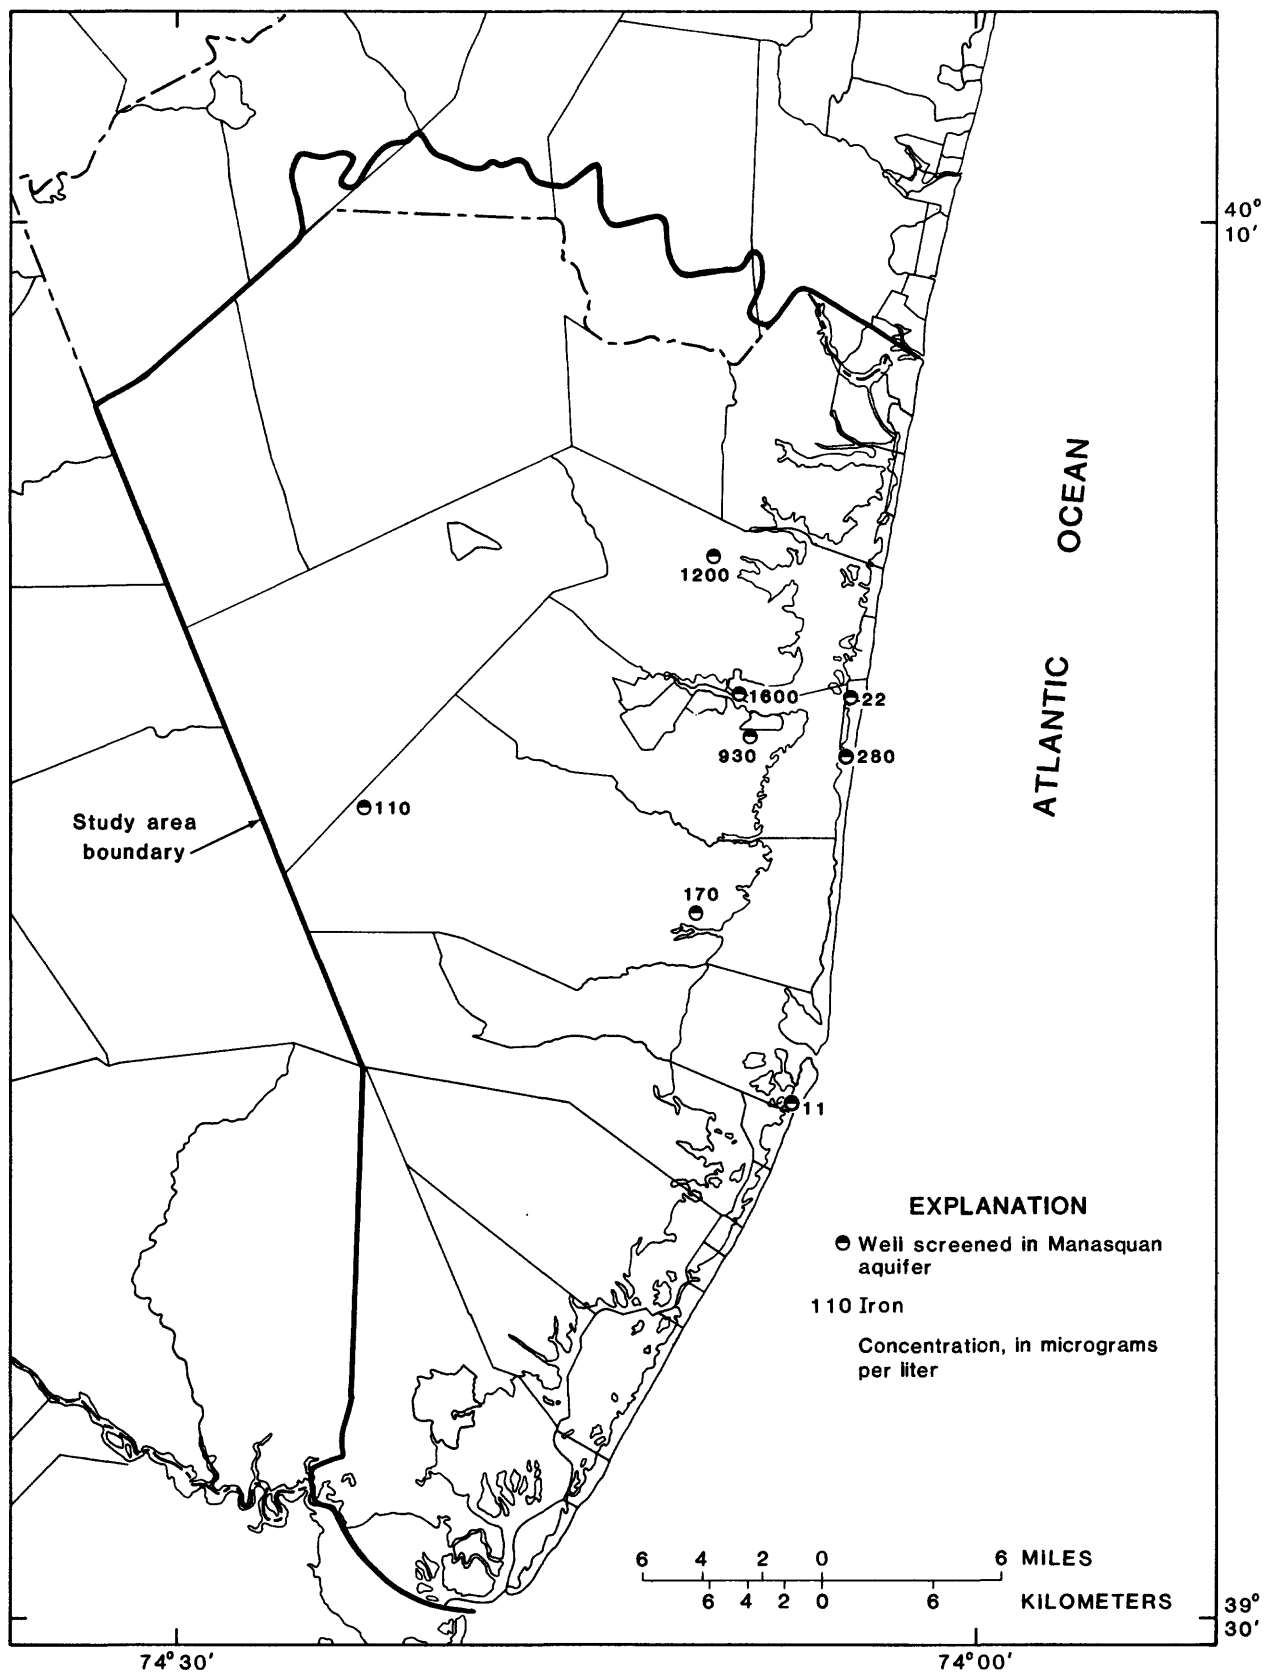 40°
10′
OCEAN
ATLANTIC
1200
1600
22
930
280
110
Study area
boundary
170
11
EXPLANATION
Well screened in Manasquan
aquifer
110 Iron
Concentration, in micrograms
per liter
6 4 2 0 6 MILES
6 4 2 0 6 KILOMETERS
39°
30′
74°30′ 74°00′